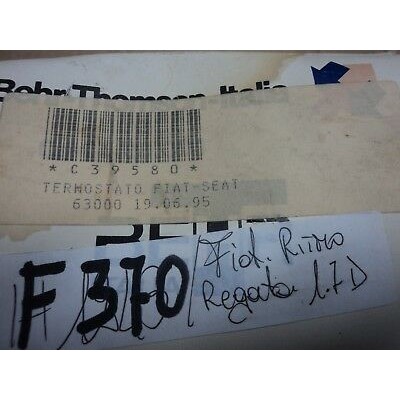 Behr-Thomson-Italia
*C39580*
TERMOSTATO FIAT-SEAT
63000 19.06.95
F 370
Fiat. Ritmo
Regata 1.7 D